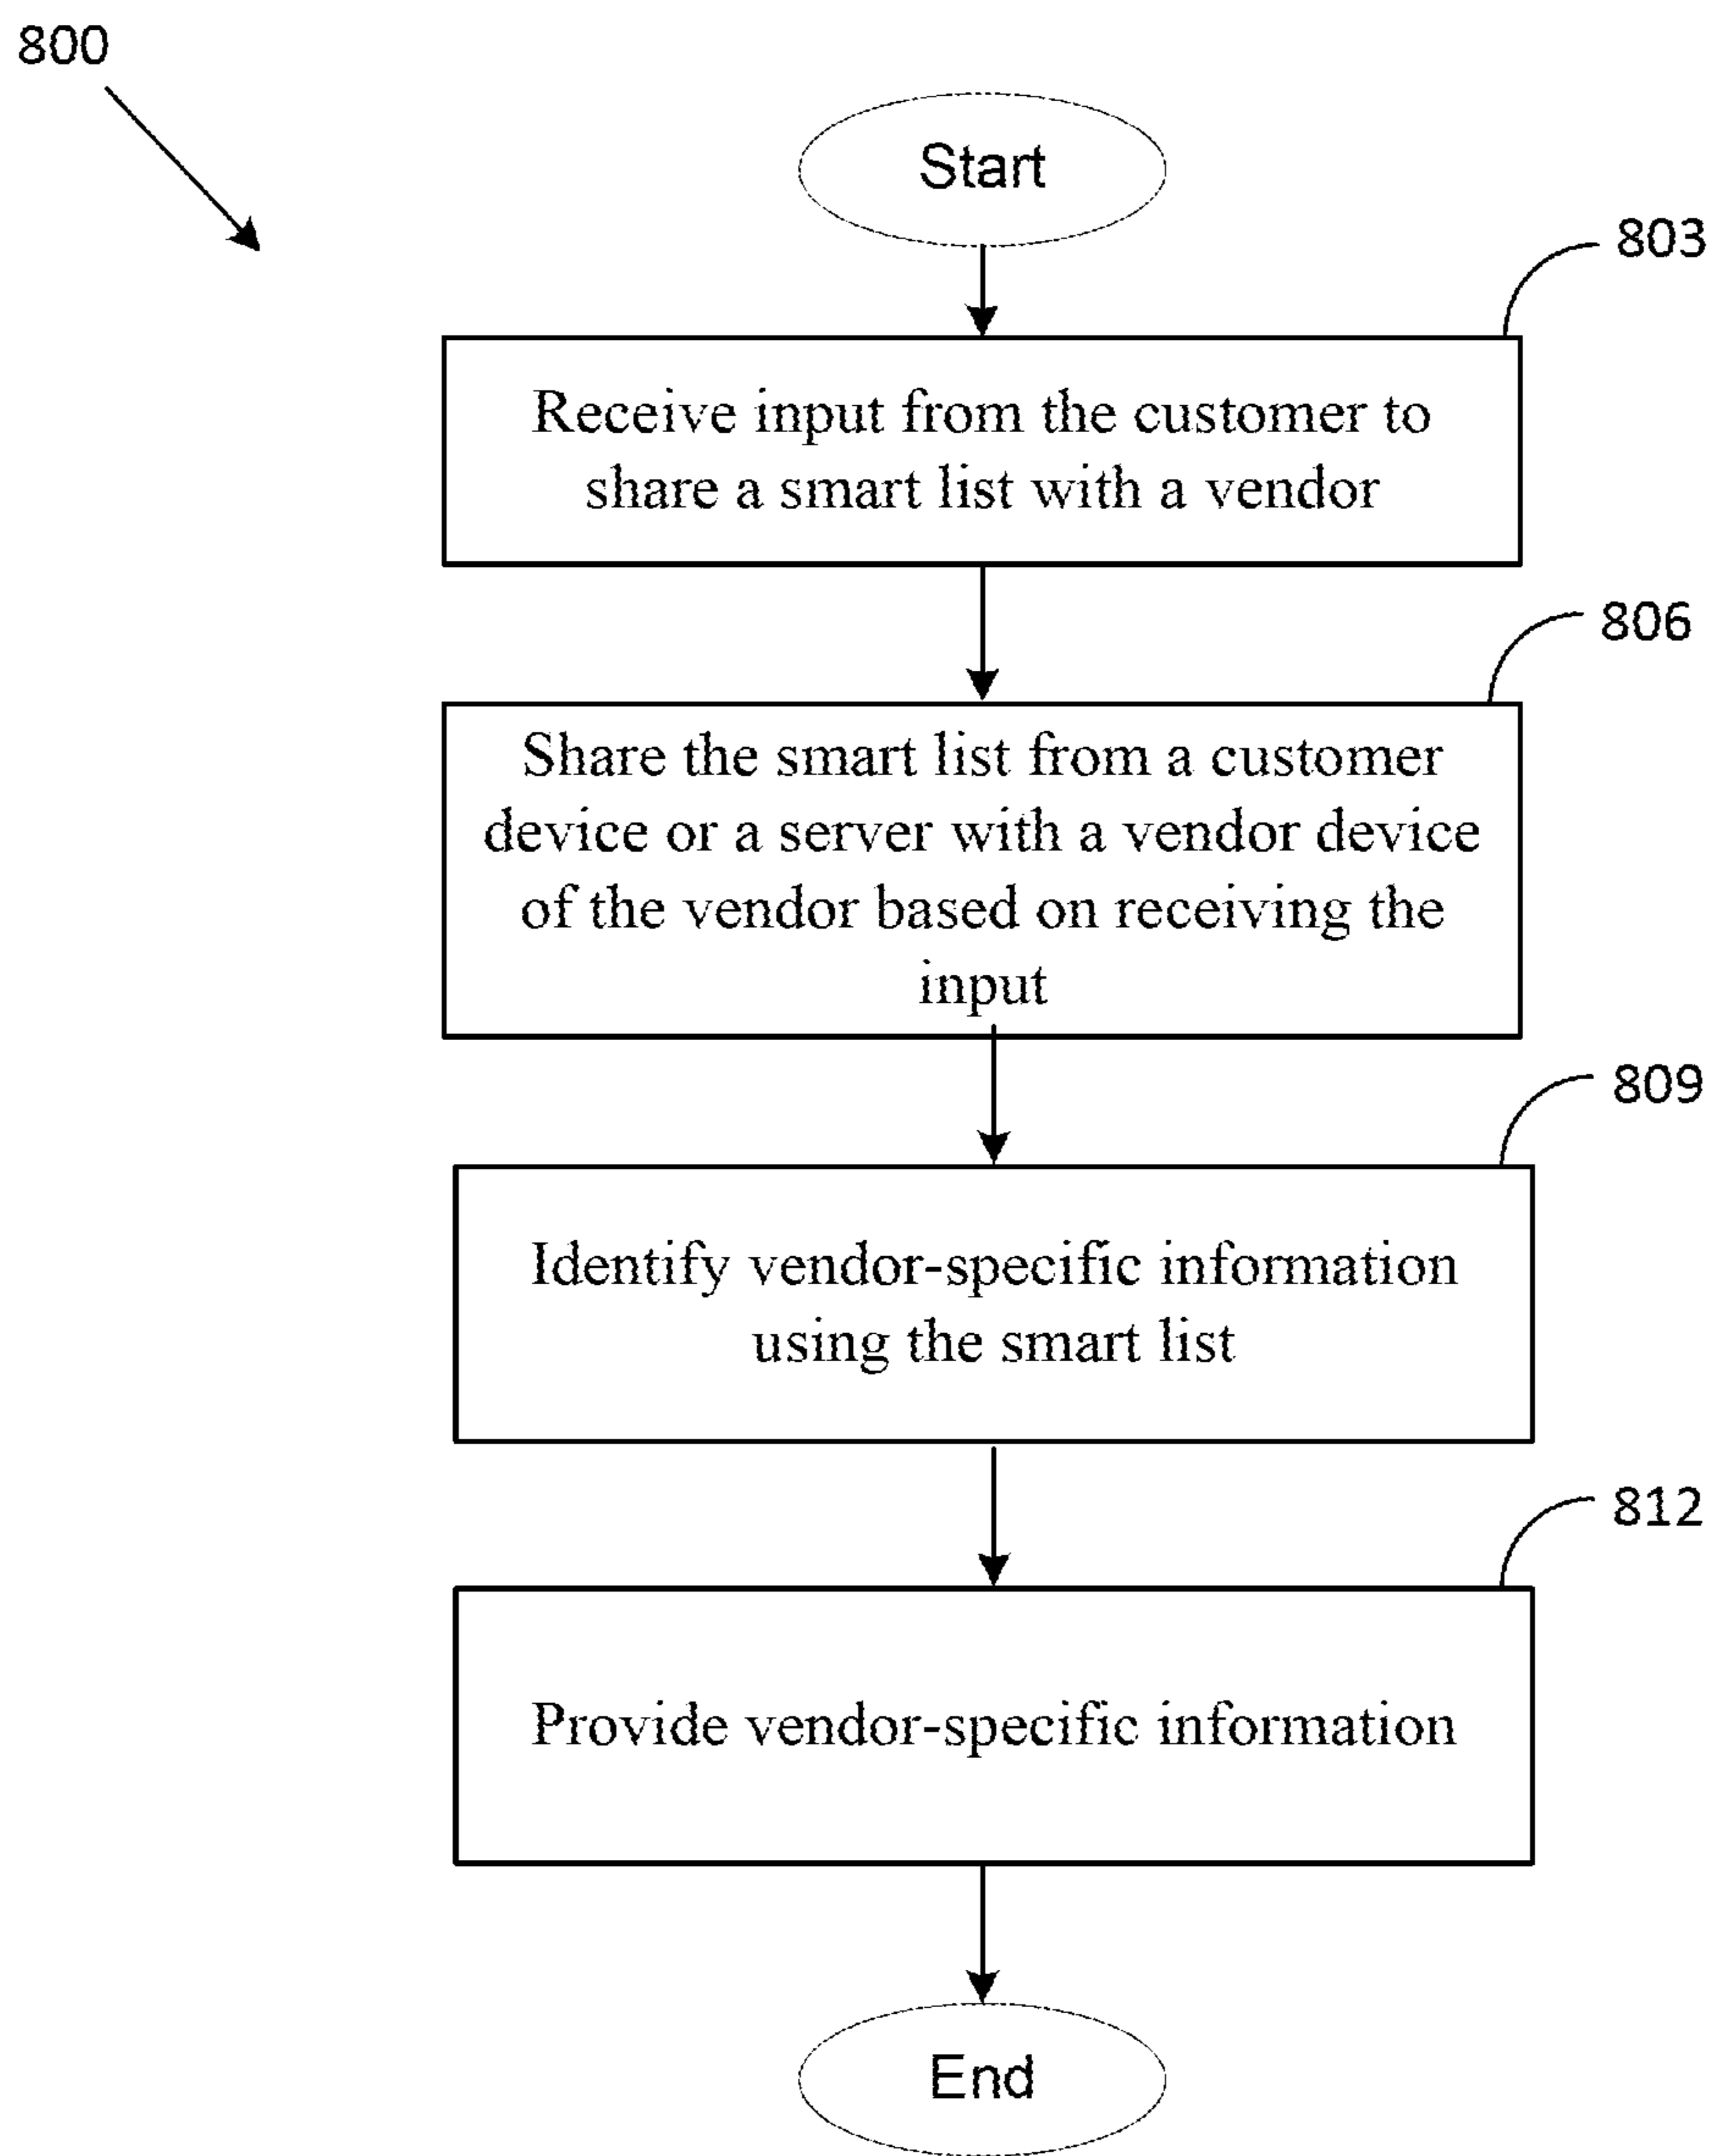 800
Start
803
Receive input from the customer to
share a smart list with a vendor
806
Share the smart list from a customer
device or a server with a vendor device
of the vendor based on receiving the
input
809
Identify vendor-specific information
using the smart list
812
Provide vendor-specific information
End